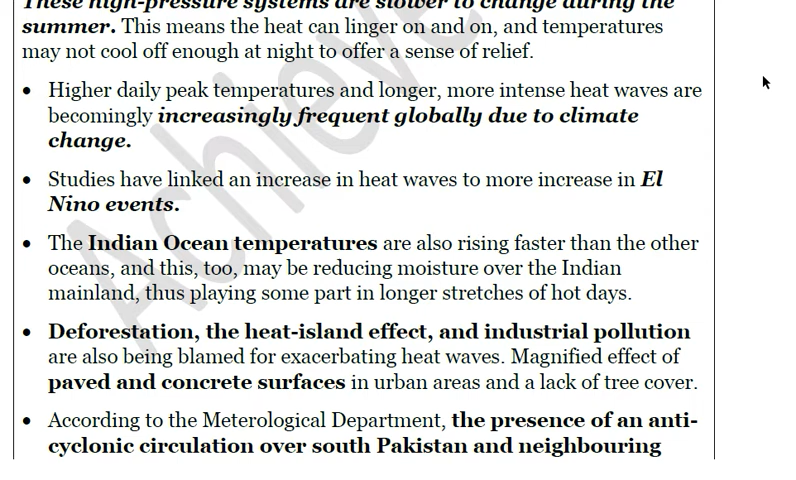 These high-pressure systems are slower to change during the
summer. This means the heat can linger on and on, and temperatures
may not cool off enough at night to offer a sense of relief.
• Higher daily peak temperatures and longer, more intense heat waves are
becomingly increasingly frequent globally due to climate
change.
• Studies have linked an increase in heat waves to more increase in El
Nino events.
• The Indian Ocean temperatures are also rising faster than the other
oceans, and this, too, may be reducing moisture over the Indian
mainland, thus playing some part in longer stretches of hot days.
• Deforestation, the heat-island effect, and industrial pollution
are also being blamed for exacerbating heat waves. Magnified effect of
paved and concrete surfaces in urban areas and a lack of tree cover.
• According to the Meterological Department, the presence of an anti-
cyclonic circulation over south Pakistan and neighbouring
Achieve